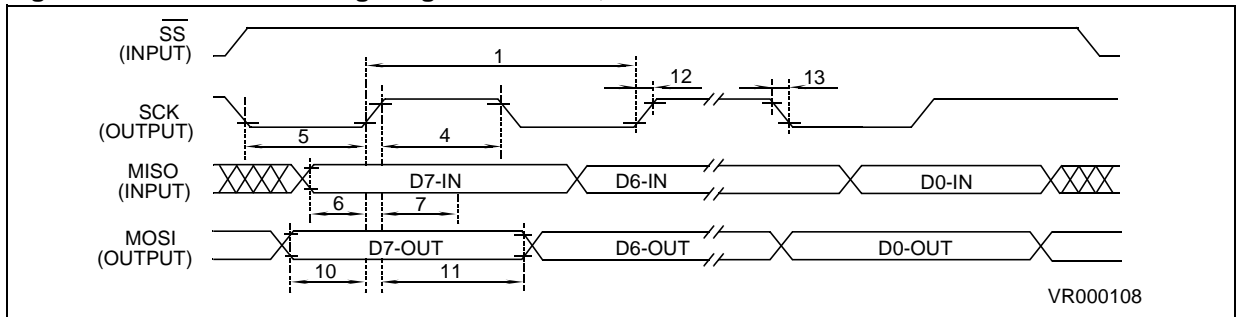 SS
(INPUT)
1
12
13
SCK
(OUTPUT)
5
4
MISO
(INPUT)
D7-IN
D6-IN
D0-IN
6
7
MOSI
(OUTPUT)
D7-OUT
D6-OUT
D0-OUT
10
11
VR000108